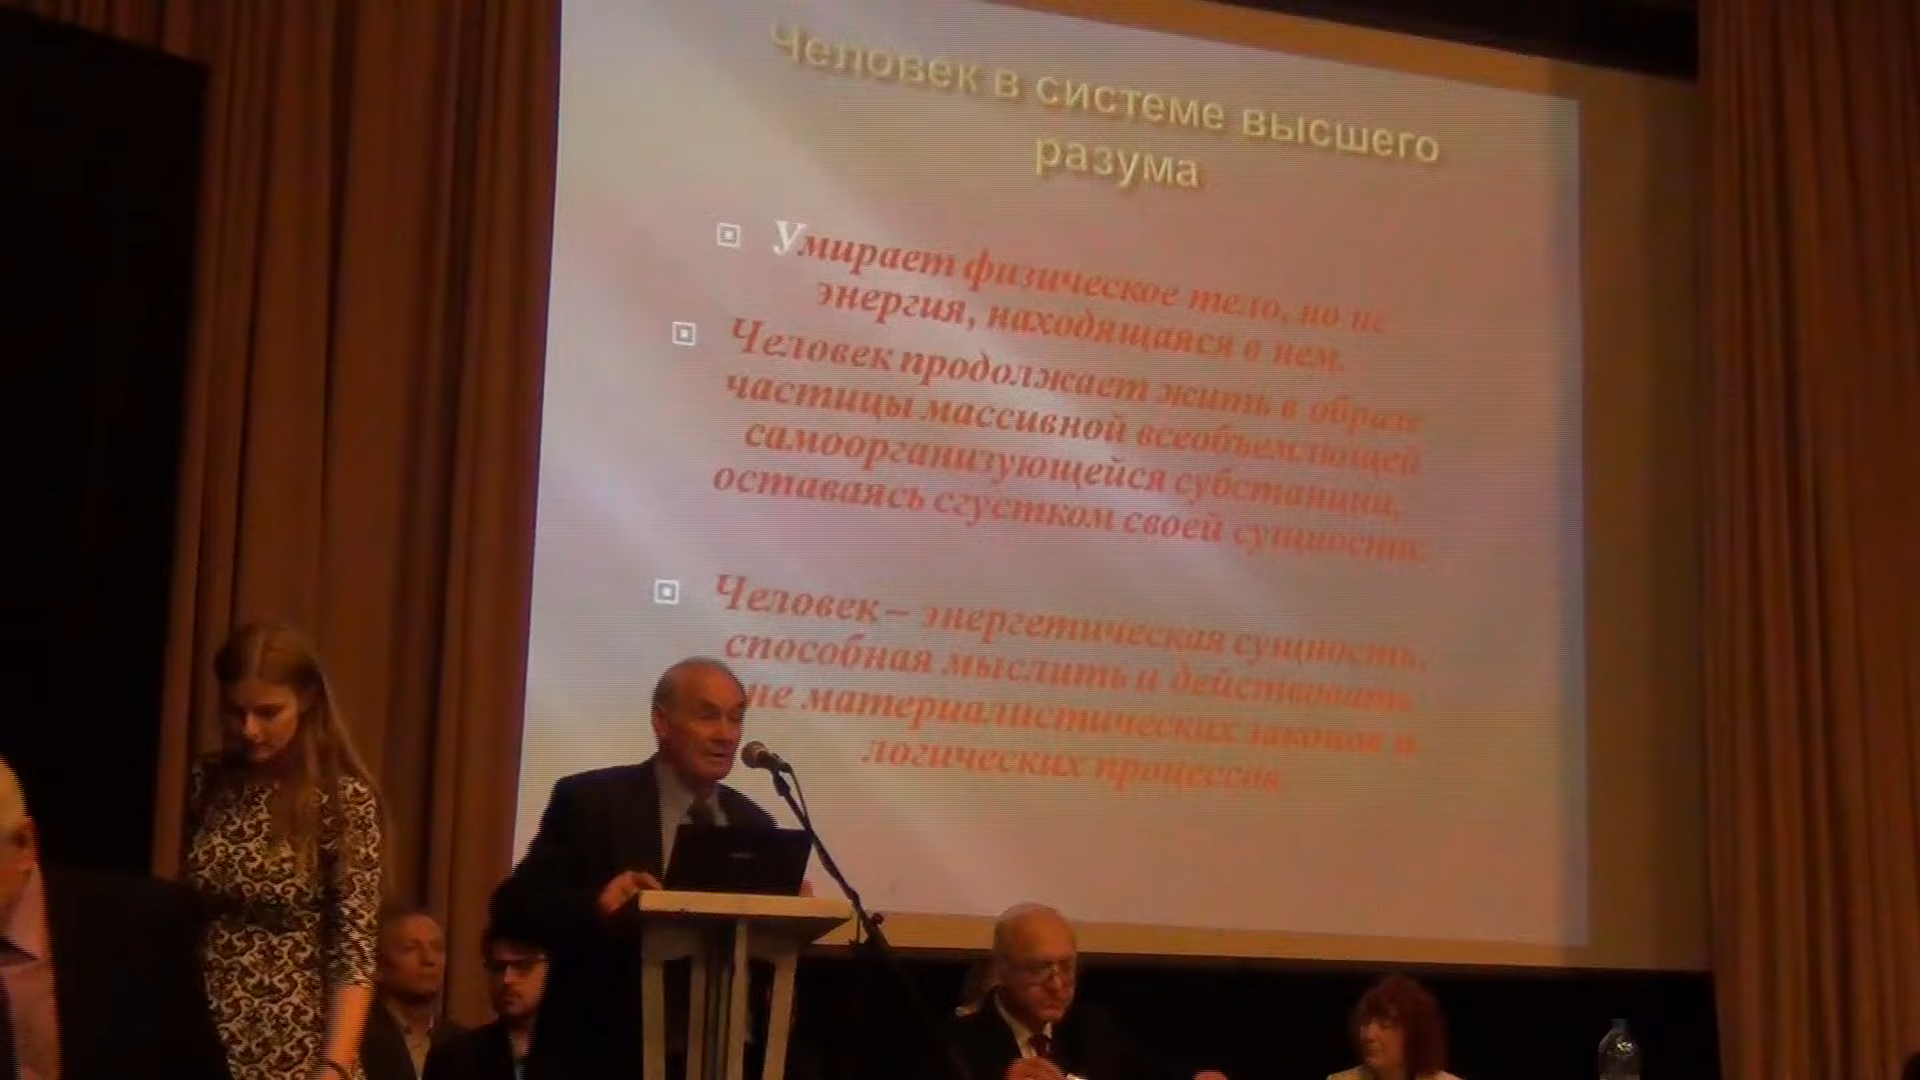 Человек в системе высшего
разума
Умирает физическое тело, но не
энергия, находящаяся в нем.
Человек продолжает жить в образе
частицы массивной всеобъемлющей
самоорганизующейся субстанции,
оставаясь сгустком своей сущности.
Человек – энергетическая сущность,
способная мыслить и действовать
не материалистических законов и
логических процессов.